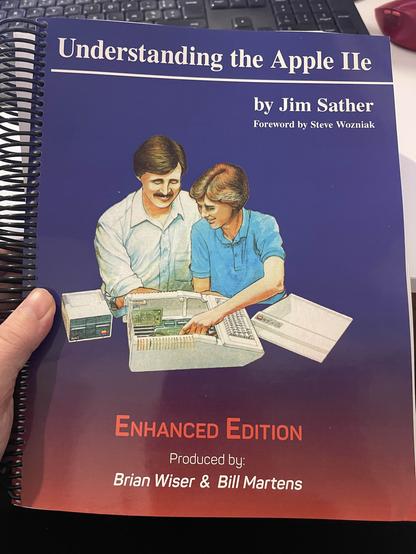 Understanding the Apple IIe
by Jim Sather
Foreword by Steve Wozniak
ENHANCED EDITION
Produced by:
Brian Wiser & Bill Martens